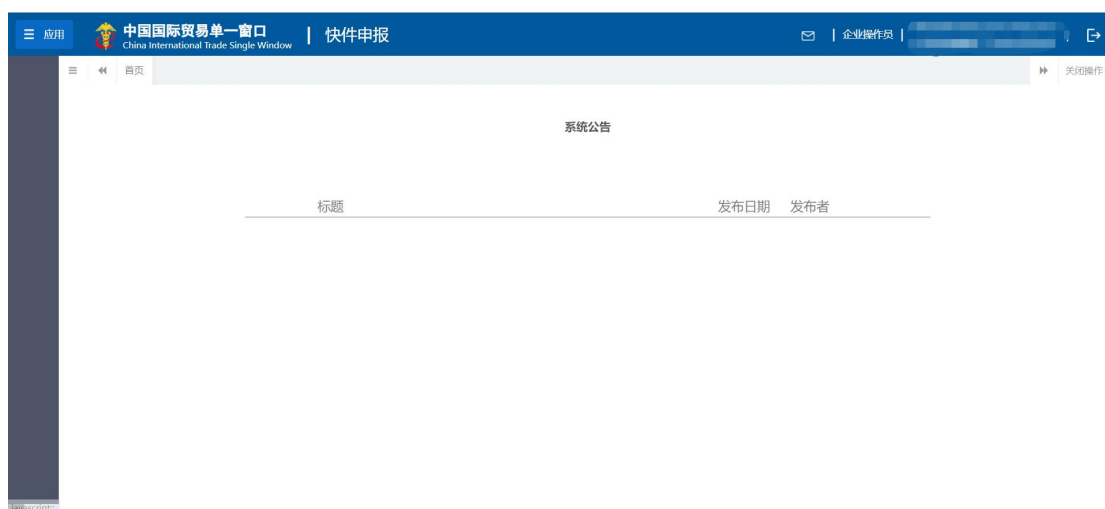 应用
中国国际贸易单一窗口 | 快件申报
China International Trade Single Window
| 企业操作员 |
首页
关闭操作
系统公告
标题 发布日期 发布者